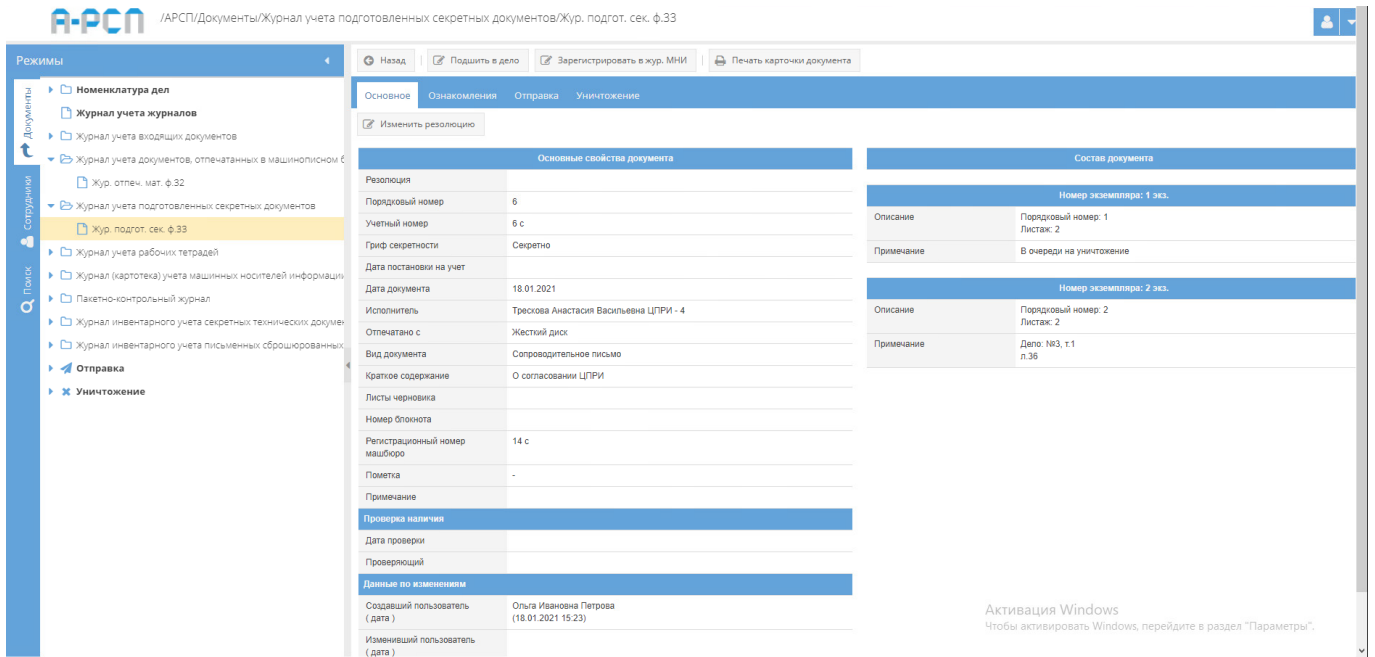 А-РСП
/АРСП/Документы/Журнал учета подготовленных секретных документов/Жур. подгот. сек. ф.33
Режимы
Документы
Сотрудники
Поиск
Номенклатура дел
Журнал учета журналов
Журнал учета входящих документов
Журнал учета документов, отпечатанных в машинописном б
Жур. отпеч. мат. ф.32
Журнал учета подготовленных секретных документов
Жур. подгот. сек. ф.33
Журнал учета рабочих тетрадей
Журнал (картотека) учета машинных носителей информации
Пакетно-контрольный журнал
Журнал инвентарного учета секретных технических докумен
Журнал инвентарного учета письменных сброшюрованных
Отправка
Уничтожение
Назад
Подшить в дело
Зарегистрировать в жур. МНИ
Печать карточки документа
Основное
Ознакомления
Отправка
Уничтожение
Изменить резолюцию
Основные свойства документа
Резолюция
Порядковый номер 6
Учетный номер 6 с
Гриф секретности Секретно
Дата постановки на учет
Дата документа 18.01.2021
Исполнитель Трескова Анастасия Васильевна ЦПРИ - 4
Отпечатано с Жесткий диск
Вид документа Сопроводительное письмо
Краткое содержание О согласовании ЦПРИ
Листы черновика
Номер блокнота
Регистрационный номер 14 с
машбюро
Пометка -
Примечание
Проверка наличия
Дата проверки
Проверяющий
Данные по изменениям
Создавший пользователь Ольга Ивановна Петрова
( дата ) (18.01.2021 15:23)
Изменивший пользователь
( дата )
Состав документа
Номер экземпляра: 1 экз.
Описание Порядковый номер: 1
Листаж: 2
Примечание В очереди на уничтожение
Номер экземпляра: 2 экз.
Описание Порядковый номер: 2
Листаж: 2
Примечание Дело: №3, т.1
л.36
Активация Windows
Чтобы активировать Windows, перейдите в раздел "Параметры".